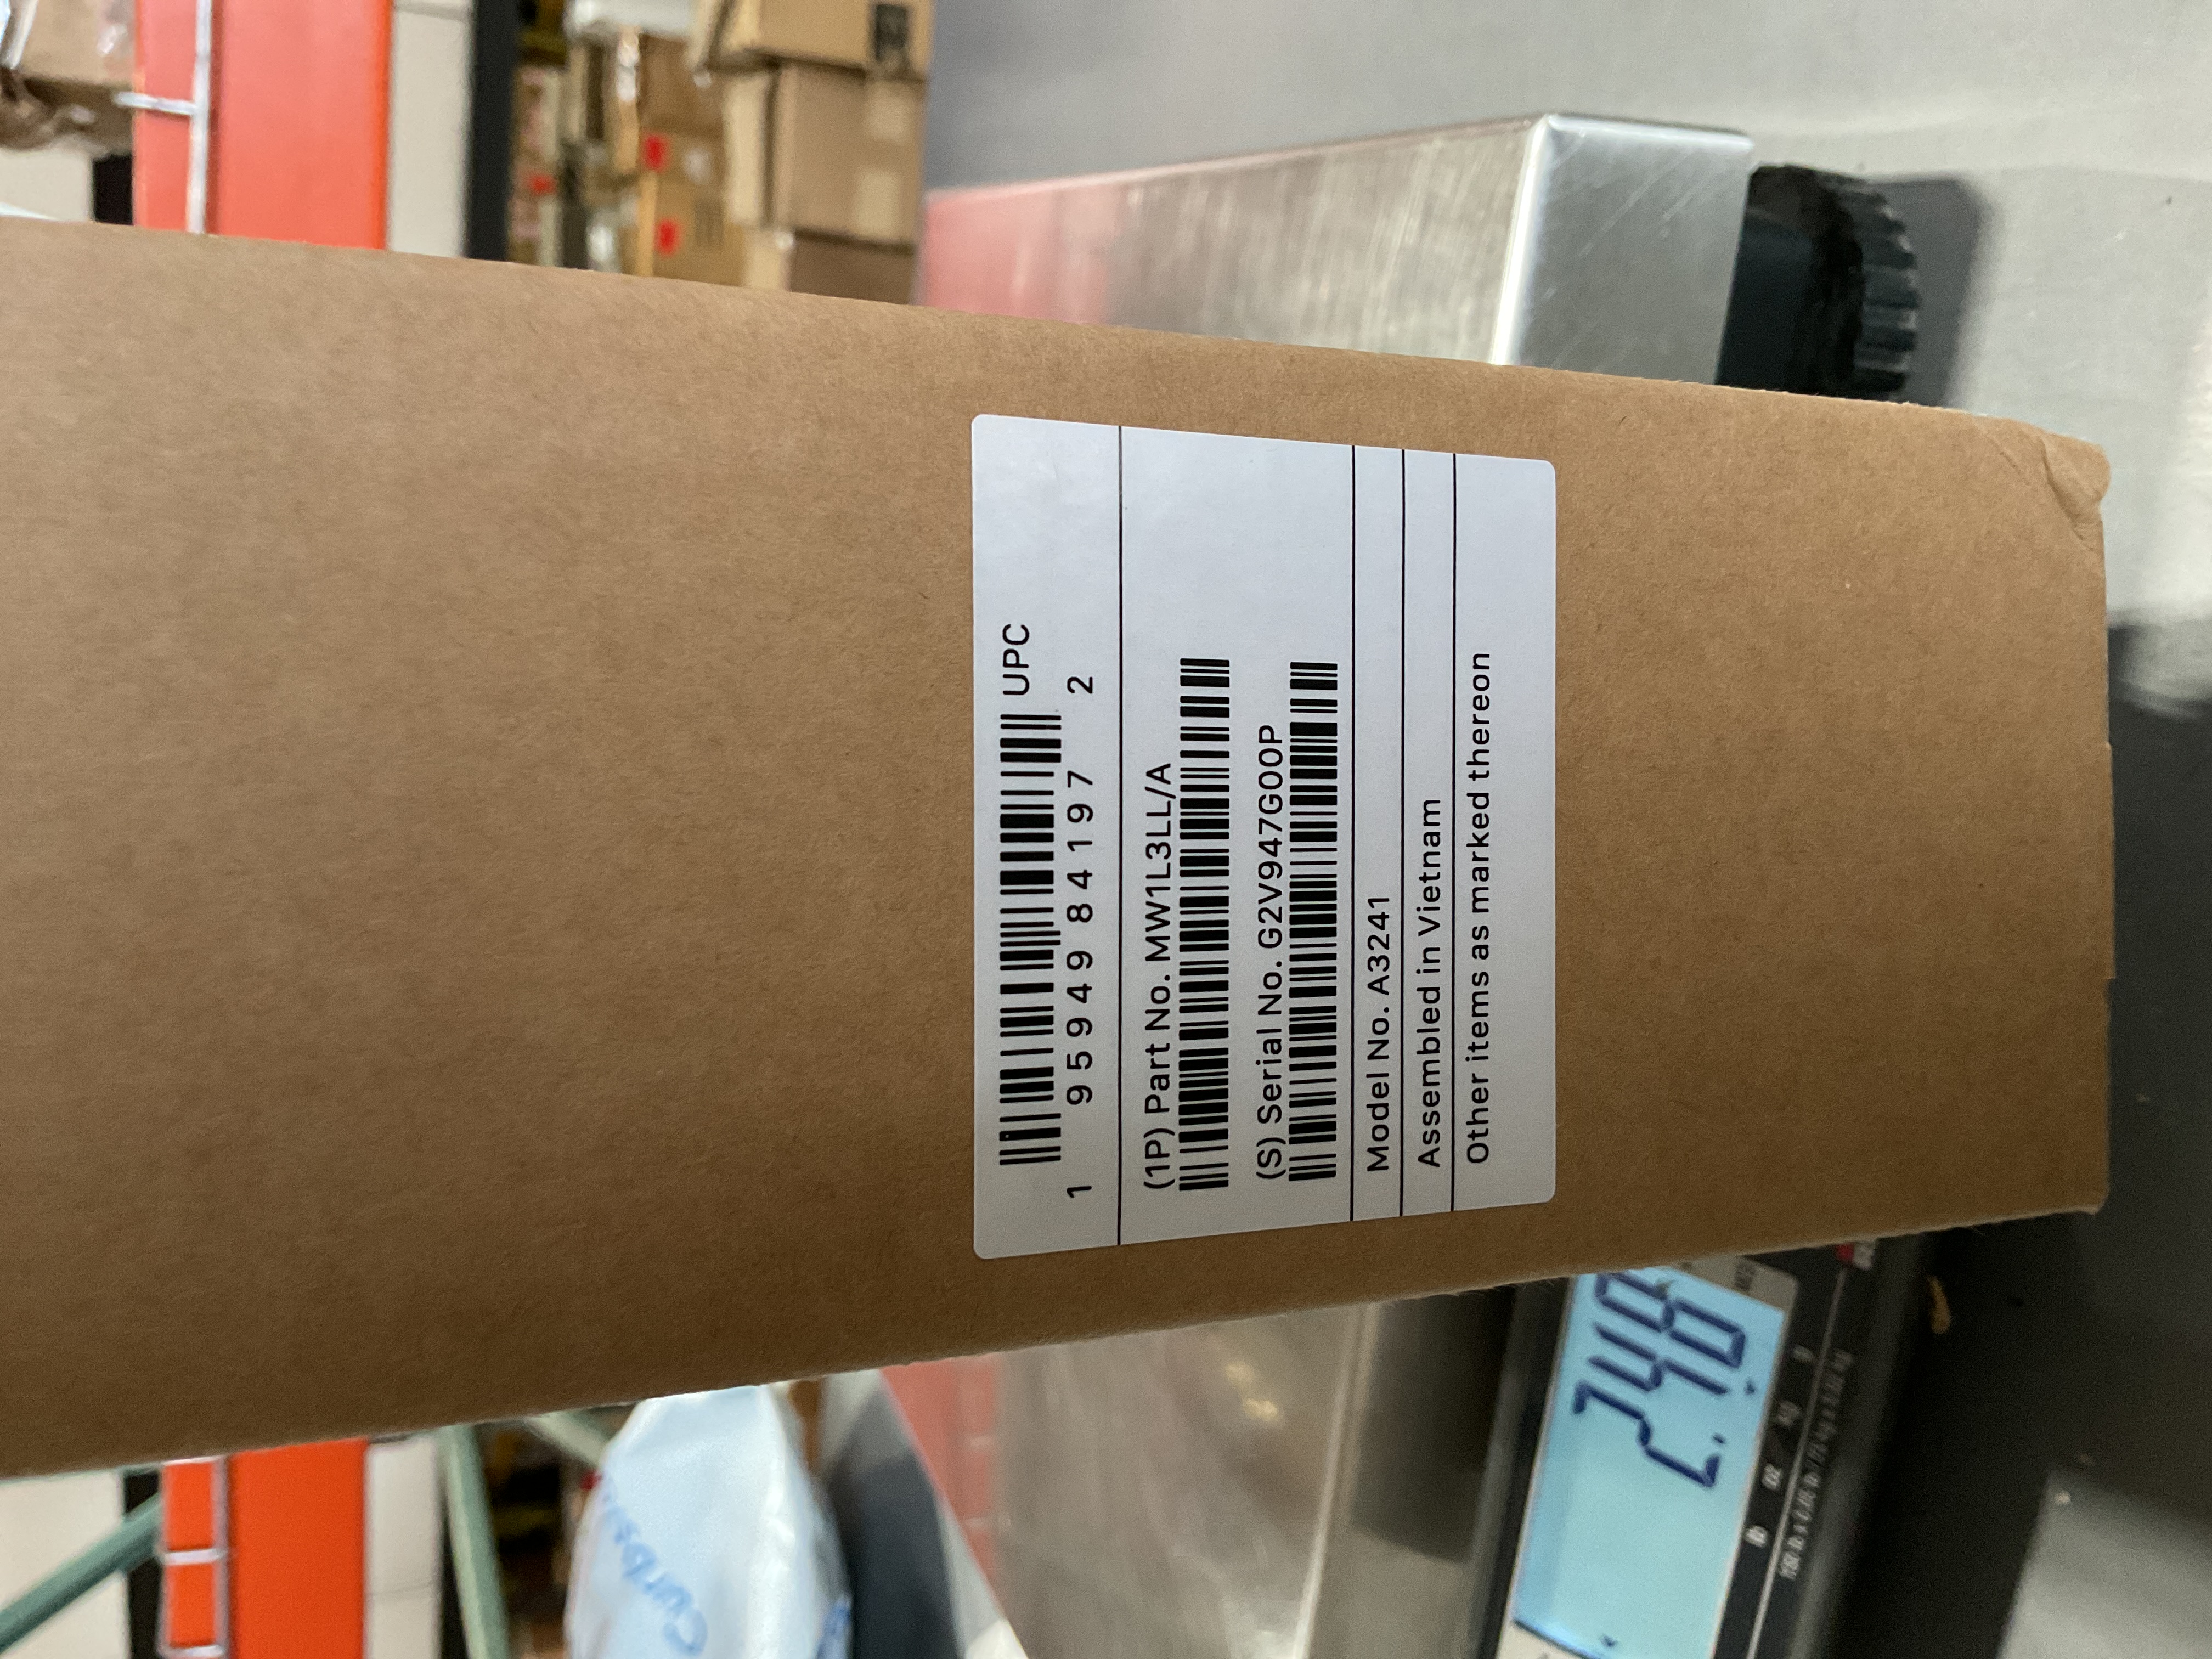 UPC
1 95949 84197 2
(1P) Part No. MW1L3LL/A
(S) Serial No. G2V947G00P
Model No. A3241
Assembled in Vietnam
Other items as marked thereon